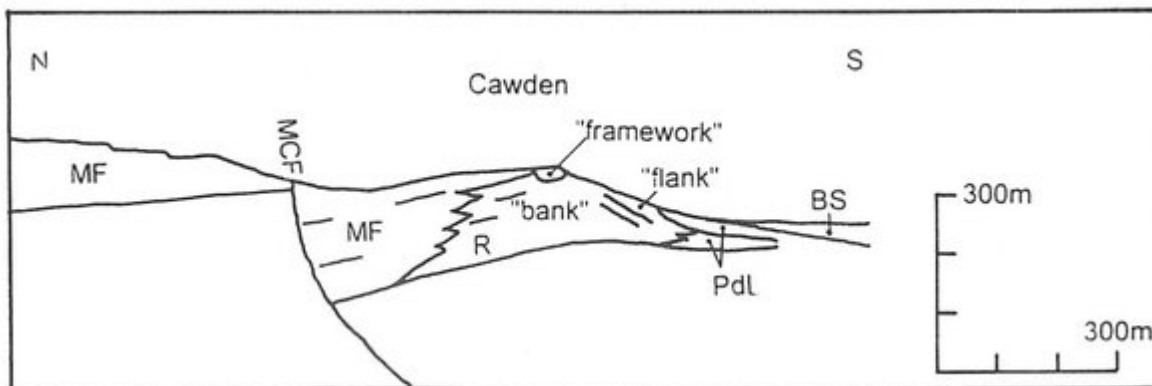 N
S
Cawden
"framework"
MCF
MF
"flank"
300m
BS
"bank"
MF
R
PdL
300m